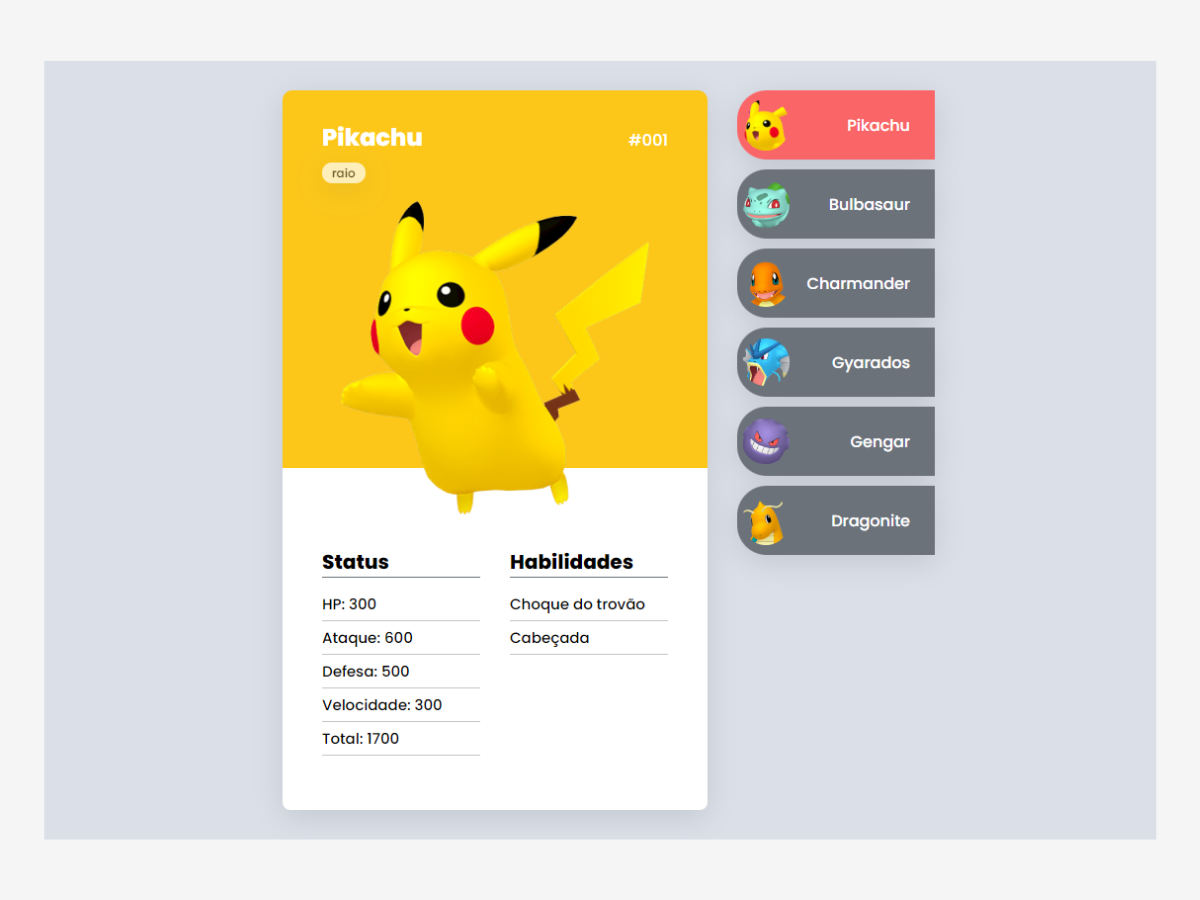 Pikachu
#001
raio
Status
HP: 300
Ataque: 600
Defesa: 500
Velocidade: 300
Total: 1700
Habilidades
Choque do trovão
Cabeçada
Pikachu
Bulbasaur
Charmander
Gyarados
Gengar
Dragonite